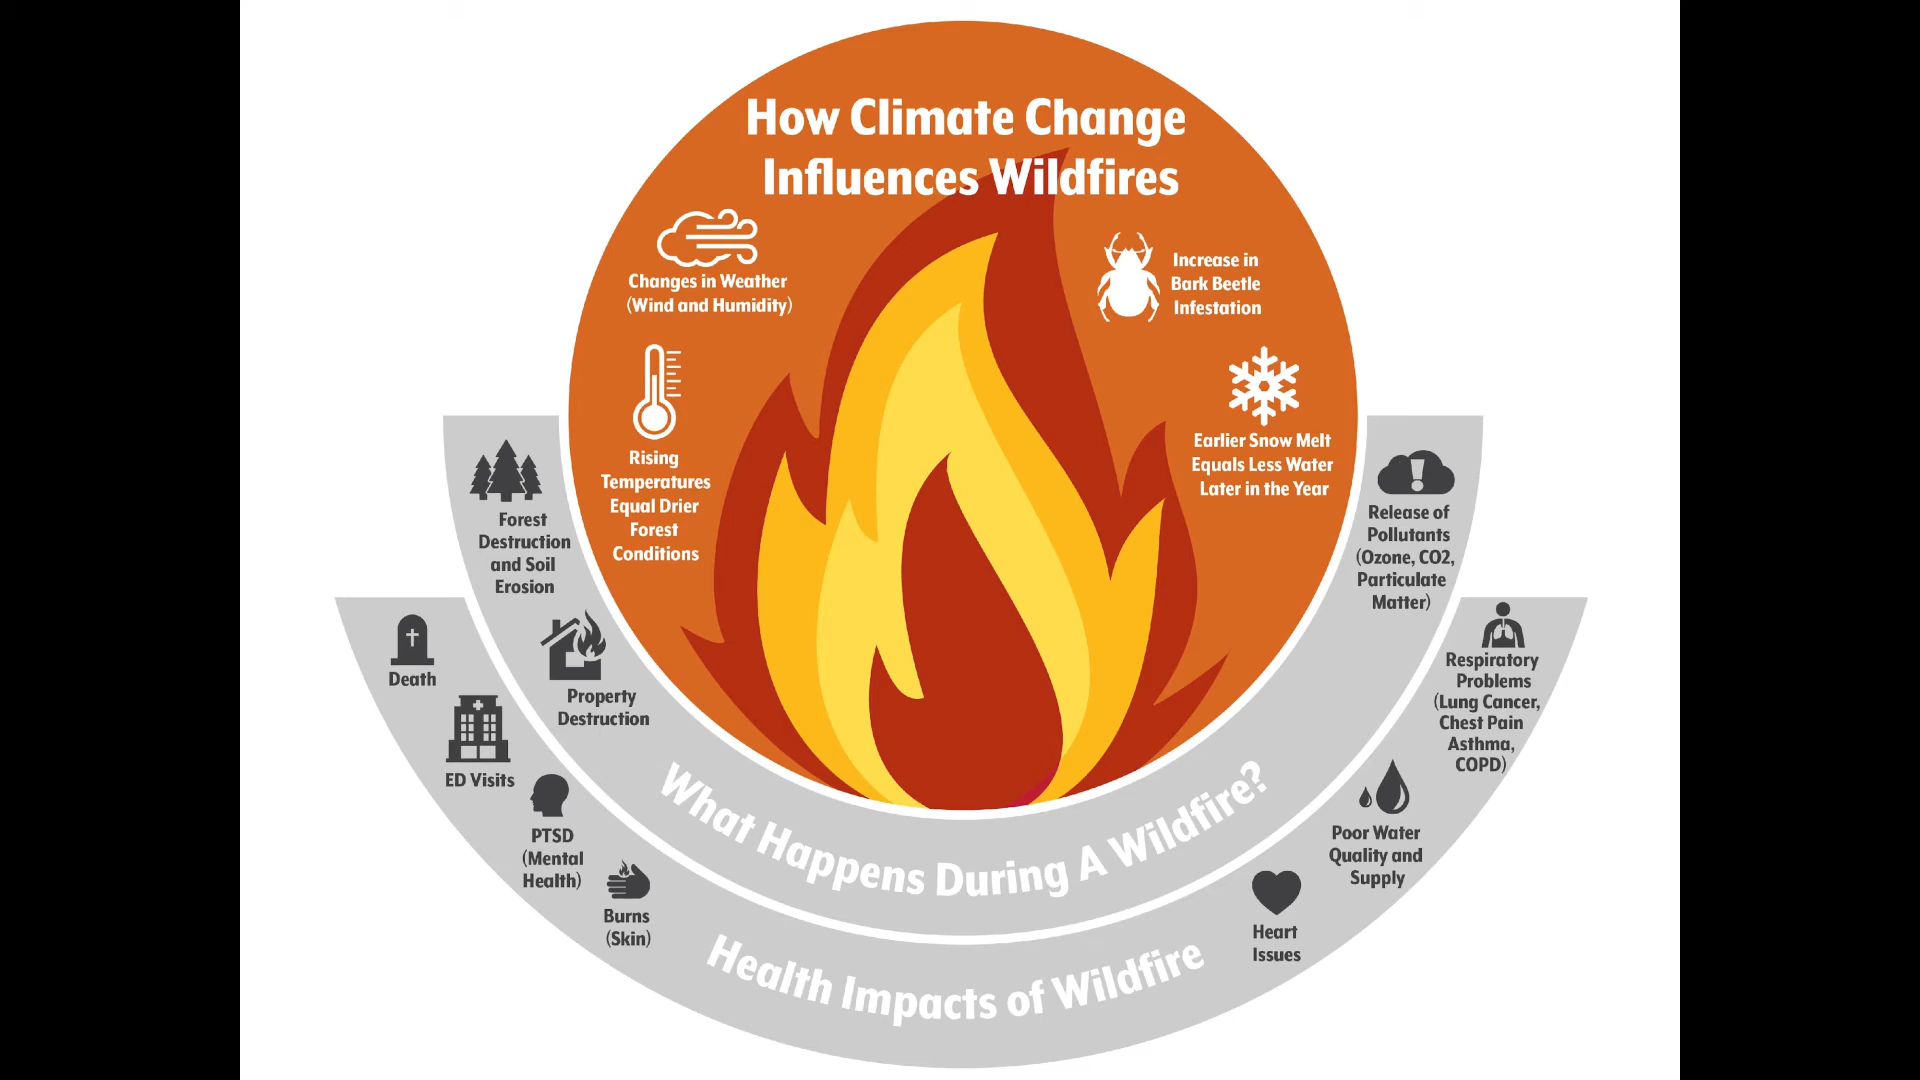 How Climate Change
Influences Wildfires
Changes in Weather
(Wind and Humidity)
Increase in
Bark Beetle
Infestation
Rising
Temperatures
Equal Drier
Forest
Conditions
Earlier Snow Melt
Equals Less Water
Later in the Year
Forest
Destruction
and Soil
Erosion
Property
Destruction
Release of
Pollutants
(Ozone, CO2,
Particulate
Matter)
What Happens During A Wildfire?
Death
ED Visits
PTSD
(Mental
Health)
Burns
(Skin)
Respiratory
Problems
(Lung Cancer,
Chest Pain
Asthma,
COPD)
Poor Water
Quality and
Supply
Heart
Issues
Health Impacts of Wildfire